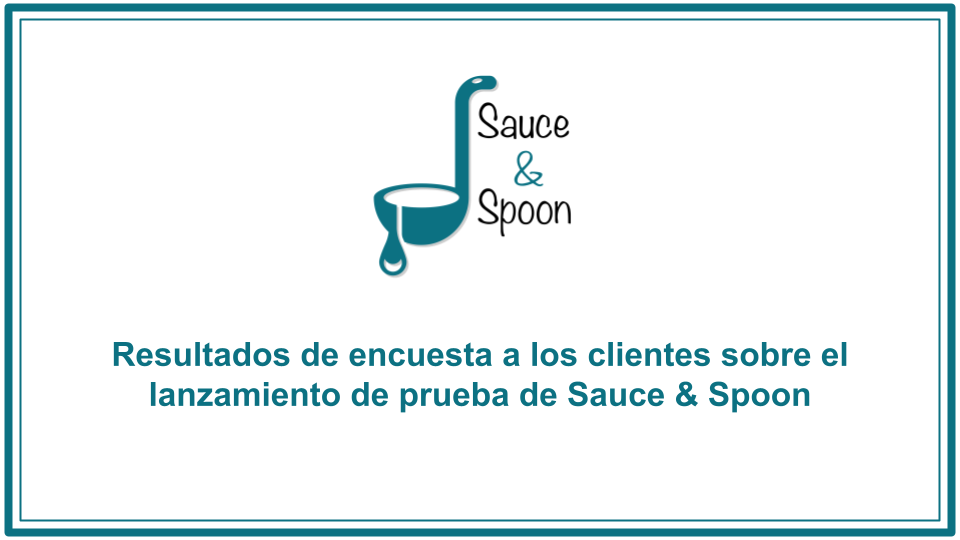 Sauce
&
Spoon
Resultados de encuesta a los clientes sobre el
lanzamiento de prueba de Sauce & Spoon